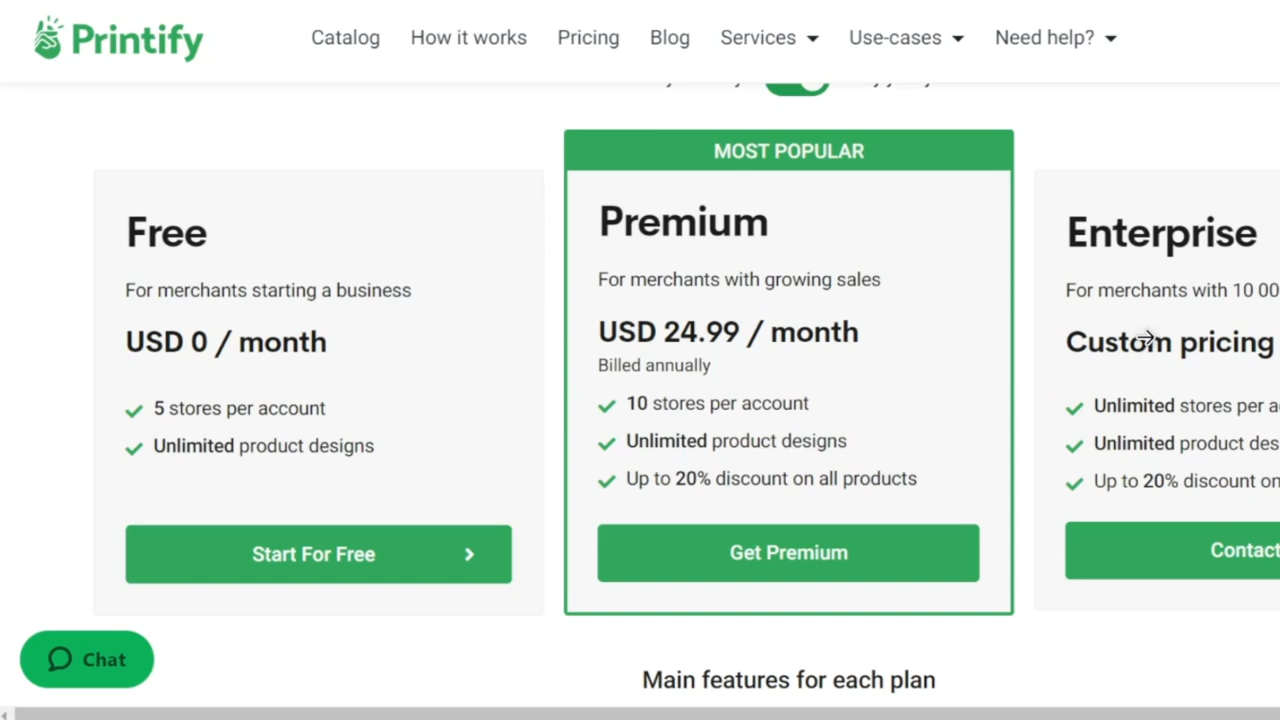 Printify
Catalog
How it works
Pricing
Blog
Services
Use-cases
Need help?
Free
For merchants starting a business
USD 0 / month
5 stores per account
Unlimited product designs
Start For Free
MOST POPULAR
Premium
For merchants with growing sales
USD 24.99 / month
Billed annually
10 stores per account
Unlimited product designs
Up to 20% discount on all products
Get Premium
Enterprise
For merchants with 10 00
Custom pricing
Unlimited stores per a
Unlimited product des
Up to 20% discount on
Contact
Chat
Main features for each plan